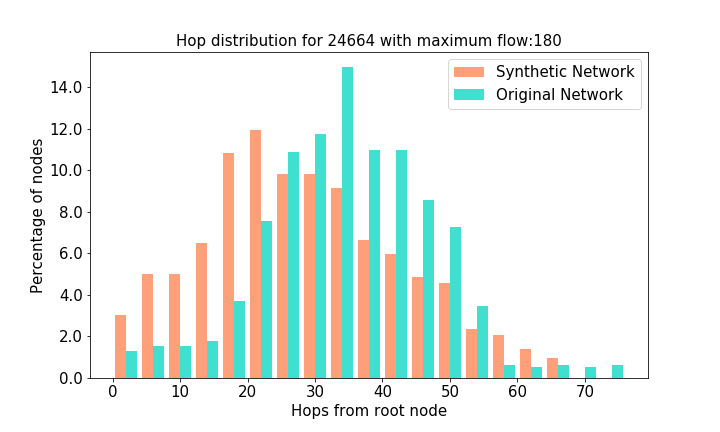 Hop distribution for 24664 with maximum flow:180
Synthetic Network
Original Network
Percentage of nodes
14.0
12.0
10.0
8.0
6.0
4.0
2.0
0.0
0 10 20 30 40 50 60 70
Hops from root node